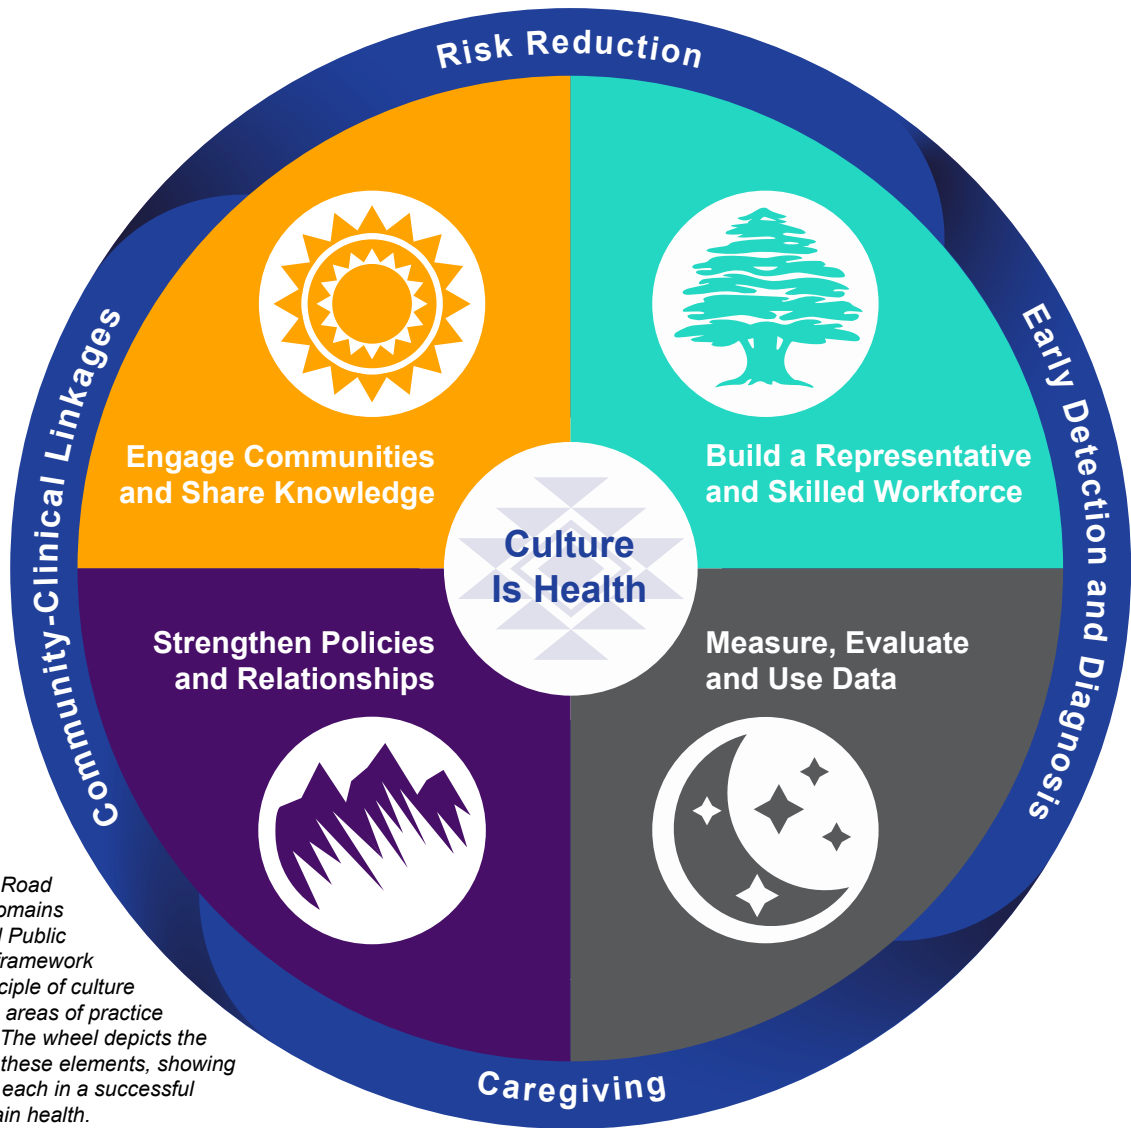 Risk Reduction
Engage Communities
and Share Knowledge
Build a Representative
and Skilled Workforce
Culture
Is Health
Strengthen Policies
and Relationships
Measure, Evaluate
and Use Data
Community-Clinical Linkages
Early Detection and Diagnosis
Caregiving
Road
omains
Public
framework
ciple of culture
areas of practice
The wheel depicts the
these elements, showing
each in a successful
ain health.